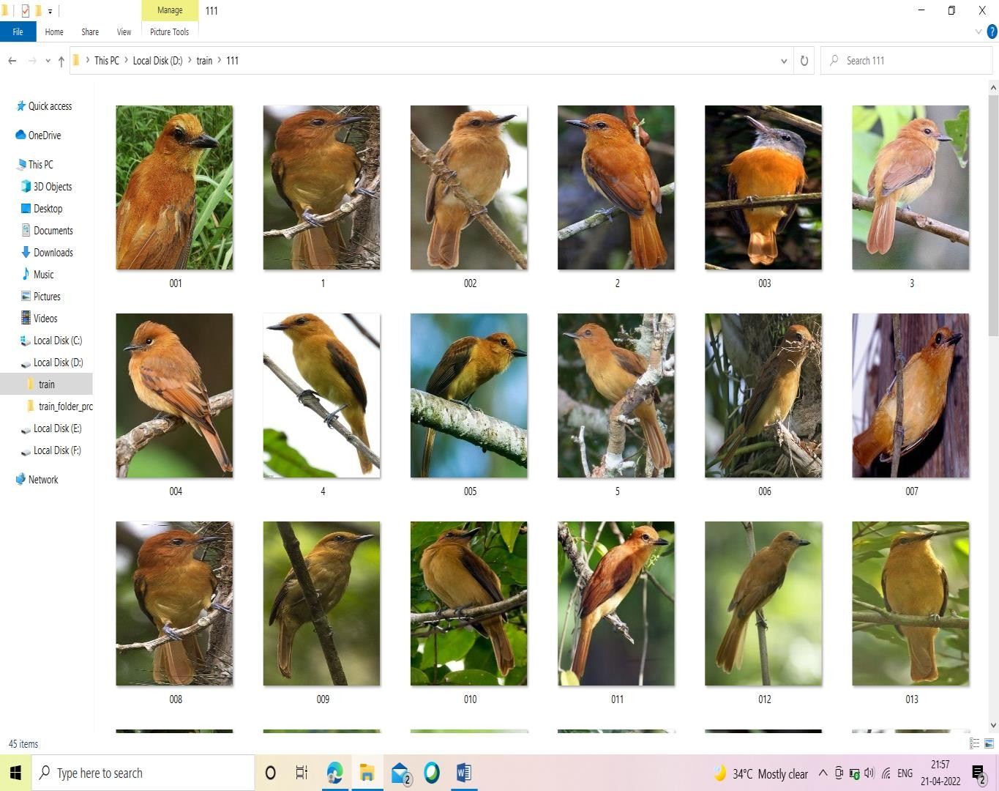 Manage
111
File
Home
Share
View
Picture Tools
?
This PC
Local Disk (D:)
train
111
Search 111
Quick access
OneDrive
This PC
3D Objects
Desktop
Documents
Downloads
Music
Pictures
Videos
Local Disk (C:)
Local Disk (D:)
train
train_folder_prc
Local Disk (E:)
Local Disk (F:)
Network
001
1
002
2
003
3
004
4
005
5
006
007
008
009
010
011
012
013
45 items
Type here to search
2
W
34°C Mostly clear
ENG
21:57
21-04-2022
2